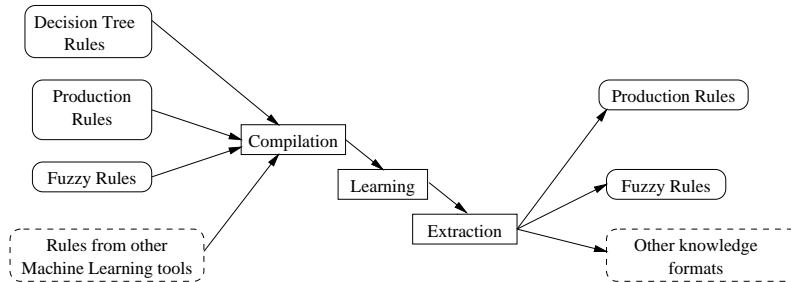 Decision Tree
Rules
Production
Rules
Fuzzy Rules
Rules from other
Machine Learning tools
Compilation
Learning
Extraction
Production Rules
Fuzzy Rules
Other knowledge
formats